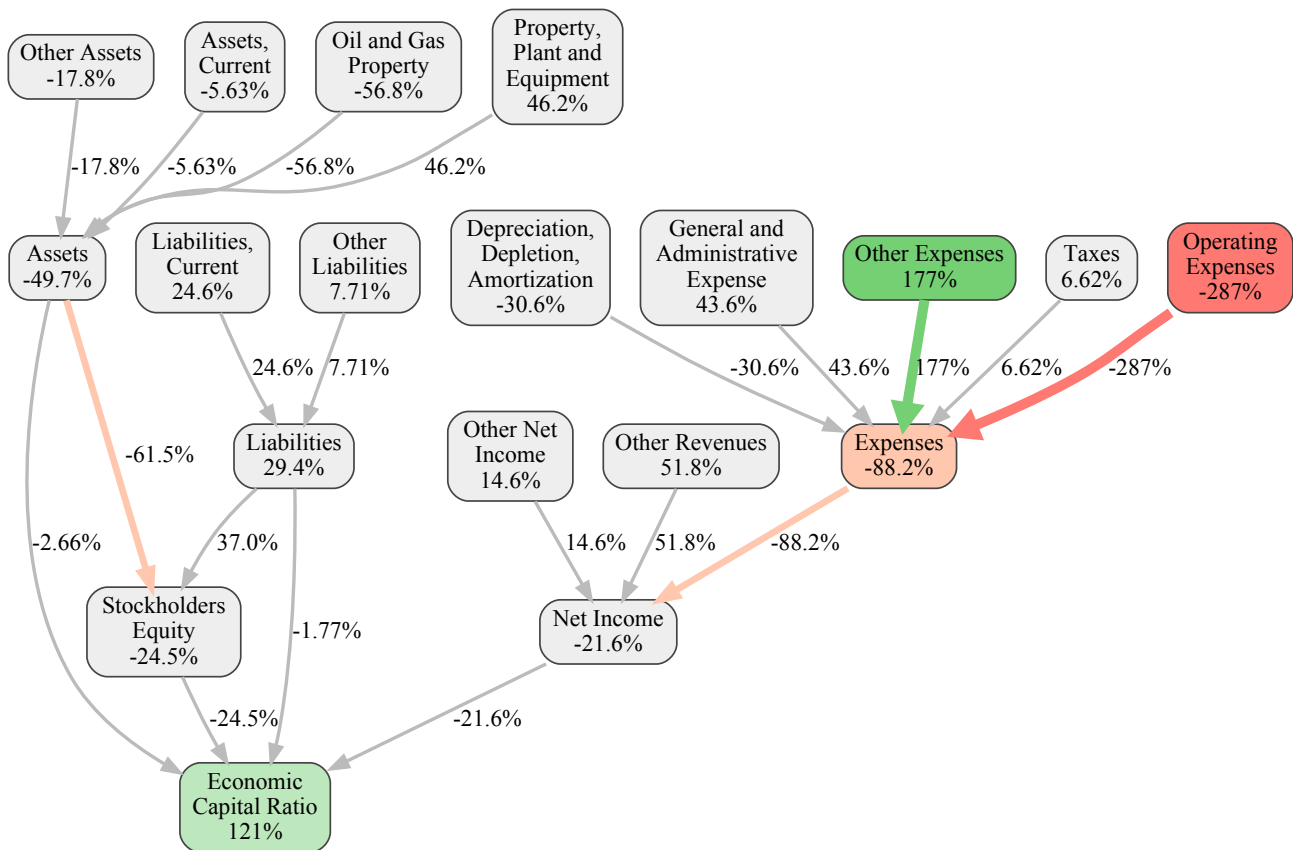 Other Assets
-17.8%
Assets,
Current
-5.63%
Oil and Gas
Property
-56.8%
Property,
Plant and
Equipment
46.2%
-17.8%
-5.63%
-56.8%
46.2%
Assets
-49.7%
Liabilities,
Current
24.6%
Other
Liabilities
7.71%
Depreciation,
Depletion,
Amortization
-30.6%
General and
Administrative
Expense
43.6%
Other Expenses
177%
Taxes
6.62%
Operating
Expenses
-287%
24.6%
7.71%
-30.6%
43.6%
177%
6.62%
-287%
-61.5%
Liabilities
29.4%
Other Net
Income
14.6%
Other Revenues
51.8%
Expenses
-88.2%
-2.66%
37.0%
14.6%
51.8%
-88.2%
Stockholders
Equity
-24.5%
-1.77%
Net Income
-21.6%
-24.5%
-21.6%
Economic
Capital Ratio
121%